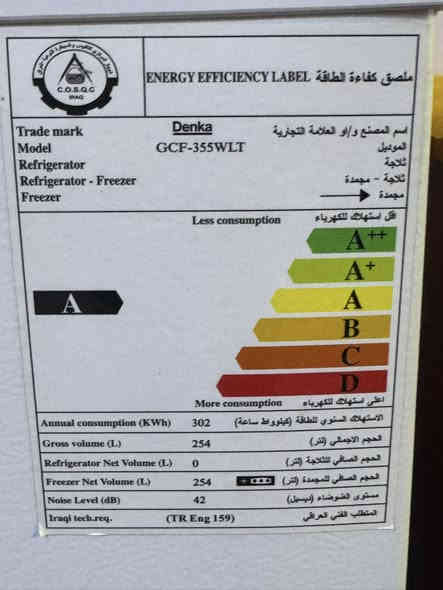 C.O.S.Q.C
IRAQ
ENERGY EFFICIENCY LABEL ملصق كفاءة الطاقة
Trade mark Denka اسم المصنع و/او العلامة التجارية
Model GCF-355WLT الموديل
Refrigerator ثلاجة
Refrigerator - Freezer ثلاجة - مجمدة
Freezer مجمدة
Less consumption اقل استهلاك للكهرباء
A++
A+
A A
B
C
D
More consumption اعلى استهلاك للكهرباء
Annual consumption (KWh) 302 الاستهلاك السنوي للطاقة (كيلوواط ساعة)
Gross volume (L) 254 الحجم الاجمالي (لتر)
Refrigerator Net Volume (L) 0 الحجم الصافي للثلاجة (لتر)
Freezer Net Volume (L) 254 الحجم الصافي للمجمدة (لتر)
Noise Level (dB) 42 مستوى الضوضاء (ديسبل)
Iraqi tech.req. (TR Eng 159) المتطلب الفني العراقي